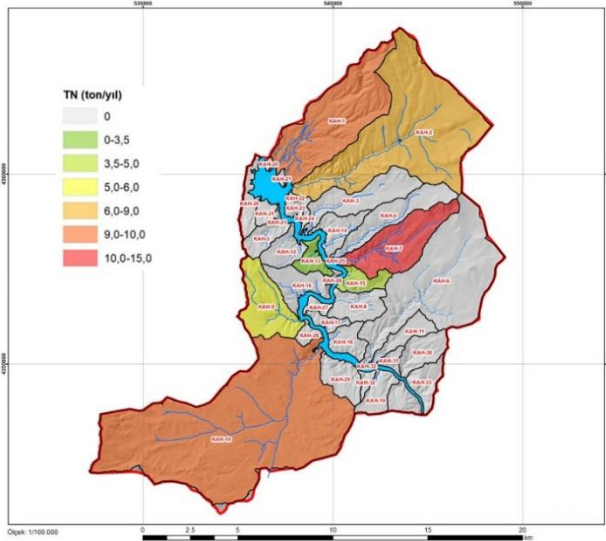 530000
540000
550000
TN (ton/yıl)
0
0-3,5
3,5-5,0
5,0-6,0
6,0-9,0
9,0-10,0
10,0-15,0
KAH-1
KAH-2
4360000
4360000
KAH-21
KAH-22
KAH-23
KAH-24
KAH-3
KAH-4
KAH-14
KAH-5
KAH-12
KAH-13
KAH-25
KAH-7
KAH-26
KAH-15
KAH-6
KAH-16
KAH-27
KAH-8
KAH-9
KAH-17
KAH-28
KAH-18
KAH-11
KAH-30
KAH-31
KAH-29
KAH-32
KAH-33
KAH-19
KAH-10
4350000
4350000
Ölçek: 1/100.000
0
2.5
5
10
15
20
km